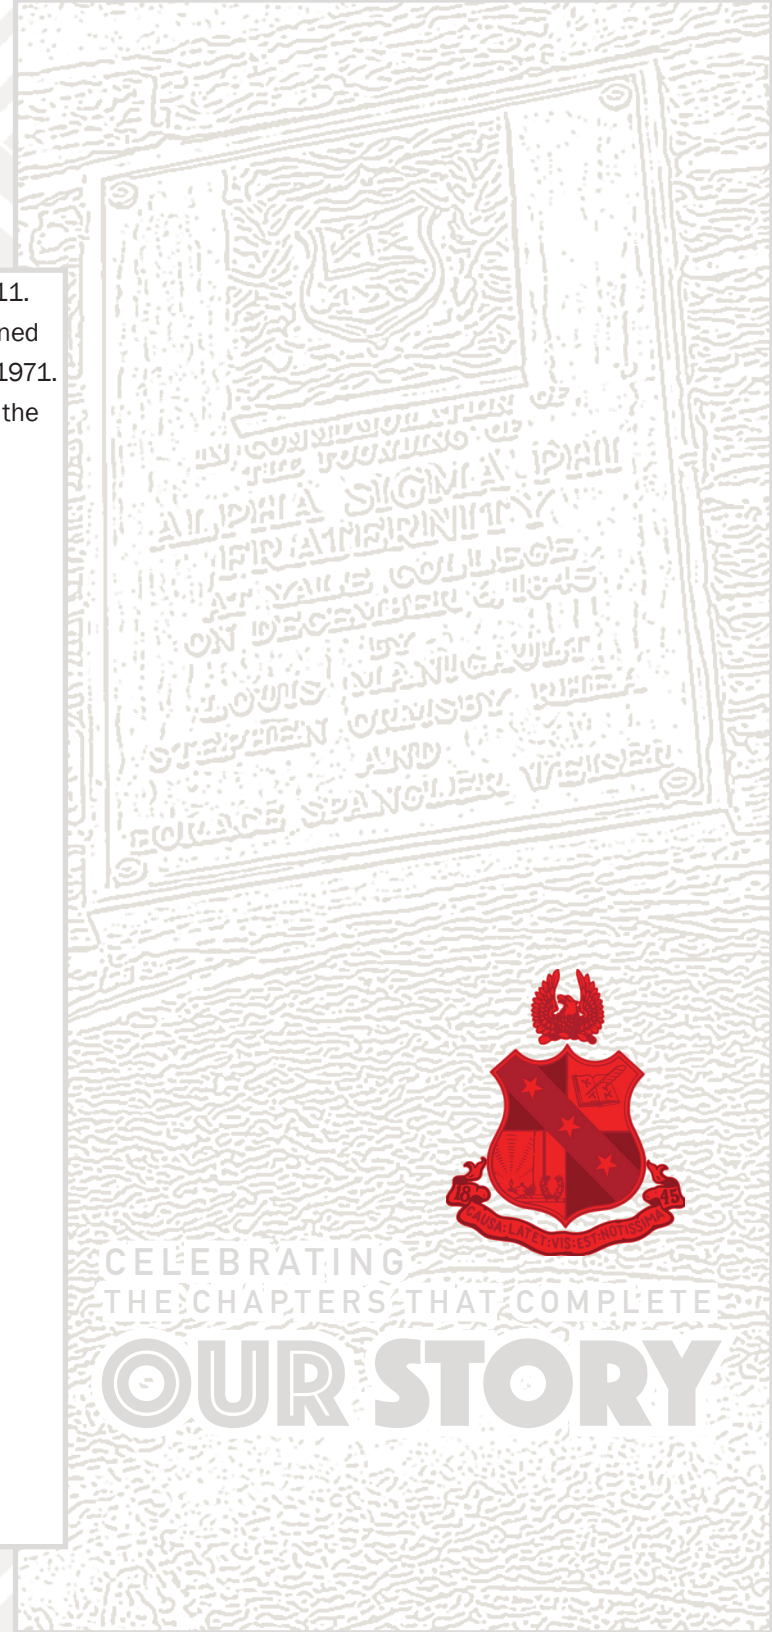 11.
ned
1971.
the
IN COMMEMORATION OF
THE FOUNDING OF
ALPHA SIGMA PHI
FRATERNITY
AT YALE COLLEGE
ON DECEMBER 6, 1845
BY
LOUIS MANIGAULT
STEPHEN ORMSBY RHEA
AND
HORACE SPANGLER WEISER
18 45
CAUSA:LATET:VIS:EST:NOTISSIMA
CELEBRATING
THE CHAPTERS THAT COMPLETE
OUR STORY